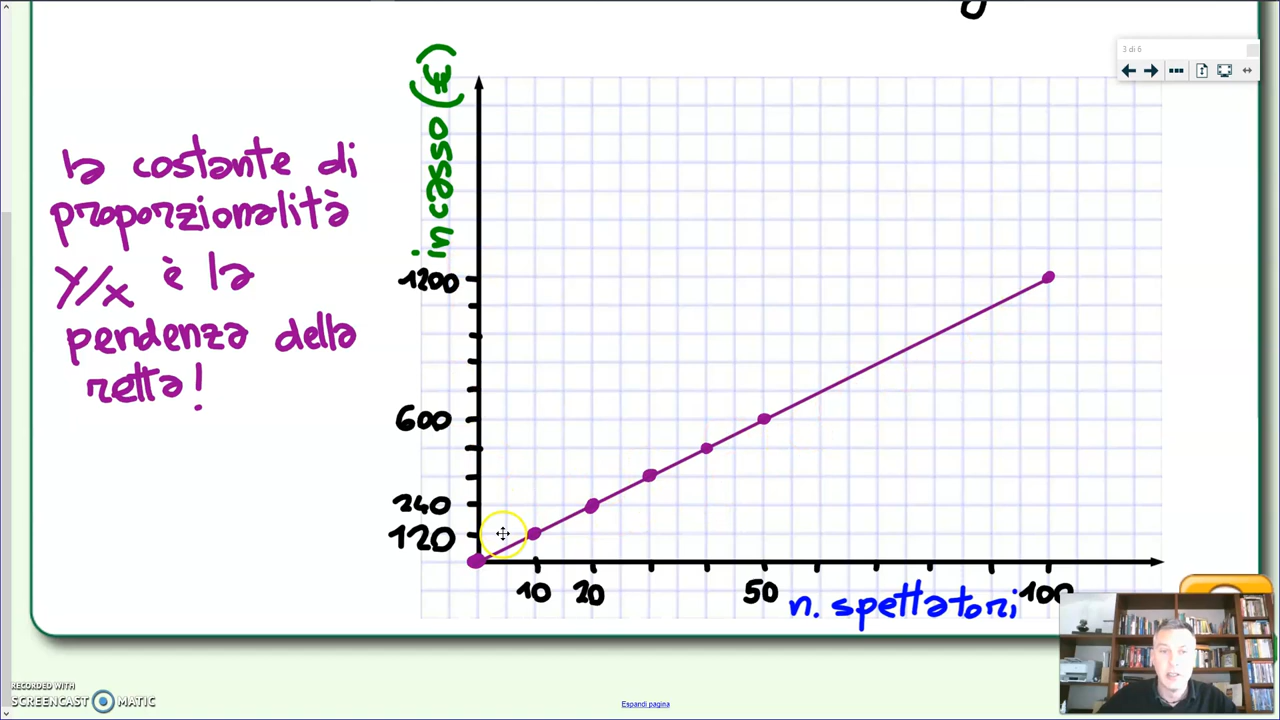 3 di 6
incasso (€)
la costante di
proporzionalità
y/x è la
pendenza della
retta!
1200
600
240
120
10 20 50 100
n. spettatori
RECORDED WITH
SCREENCAST MATIC
Espandi pagina